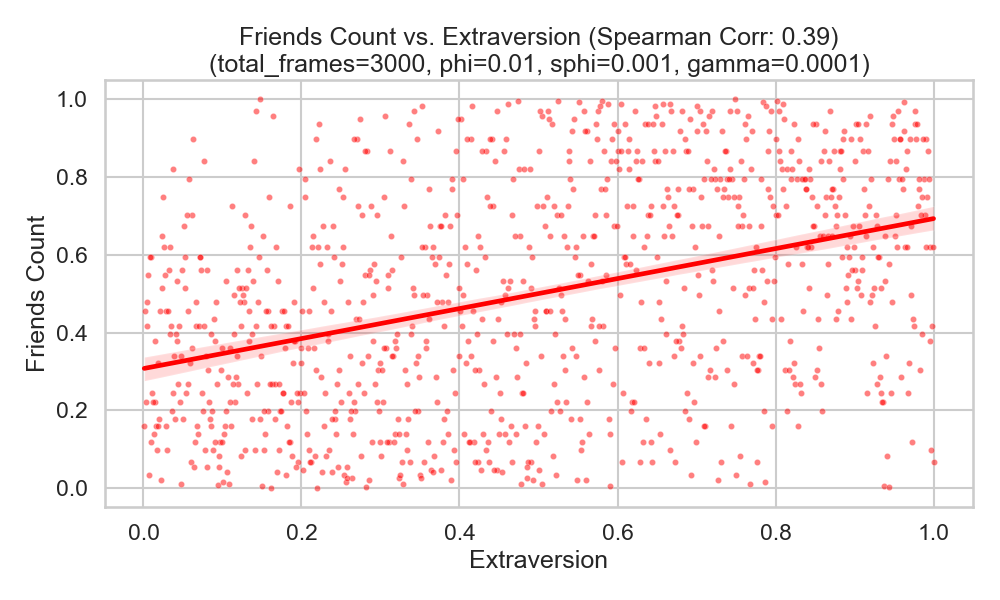 Friends Count vs. Extraversion (Spearman Corr: 0.39)
(total_frames=3000, phi=0.01, sphi=0.001, gamma=0.0001)
1.0
0.8
0.6
0.4
0.2
0.0
Friends Count
0.0 0.2 0.4 0.6 0.8 1.0
Extraversion